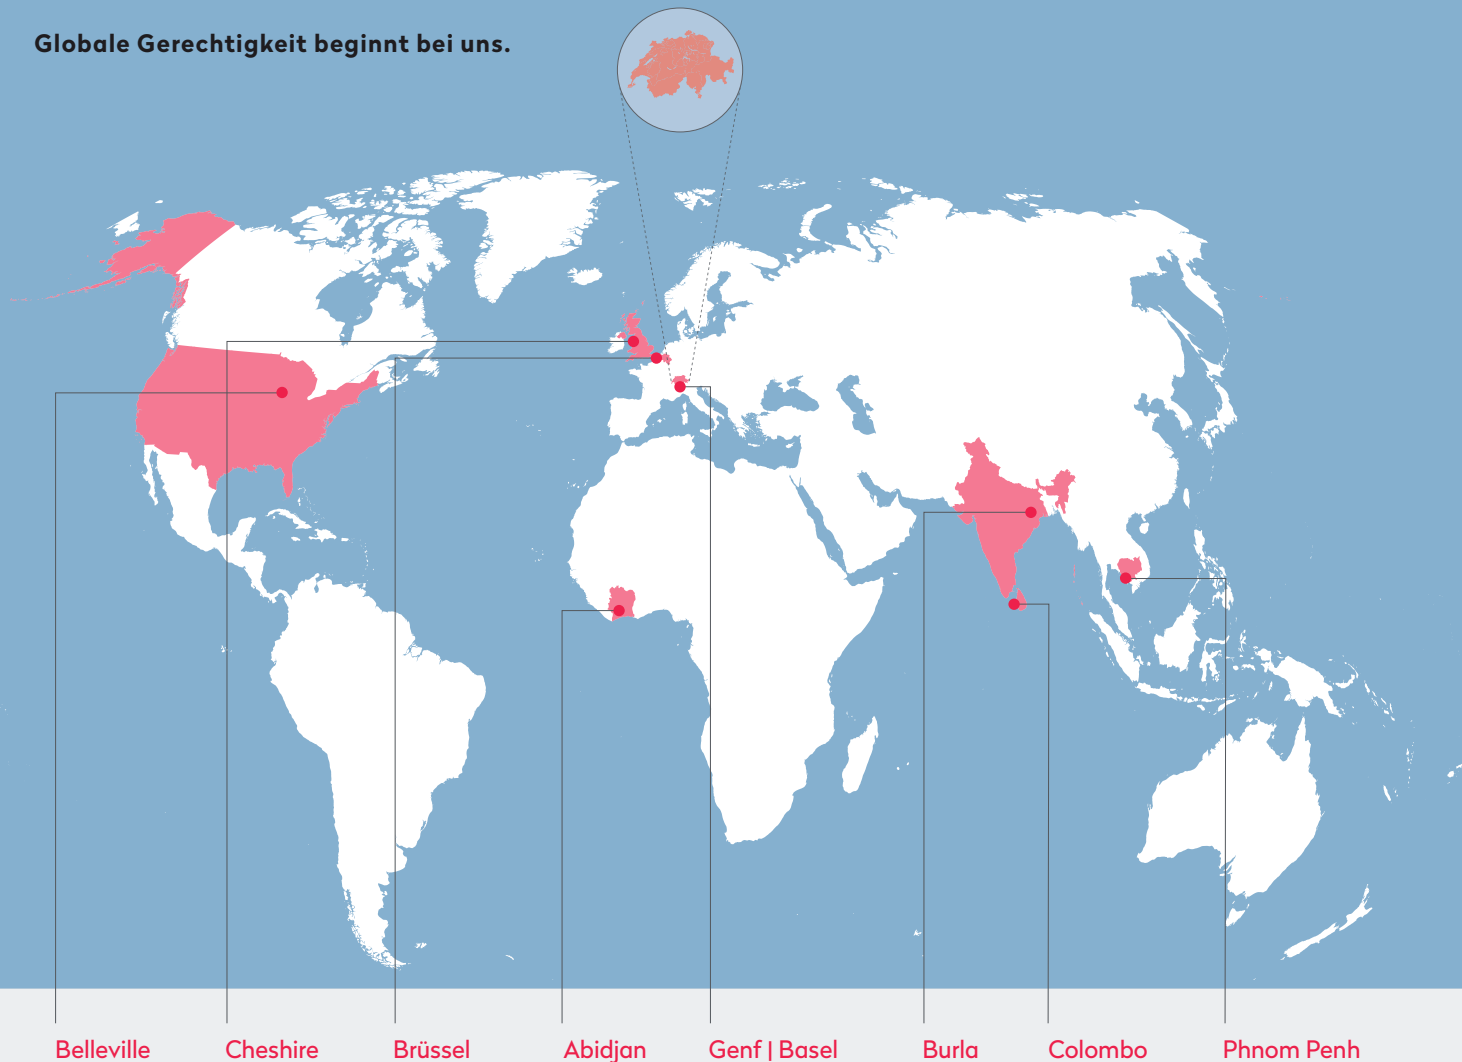 Globale Gerechtigkeit beginnt bei uns.
Belleville
Cheshire
Brüssel
Abidjan
Genf | Basel
Burla
Colombo
Phnom Penh